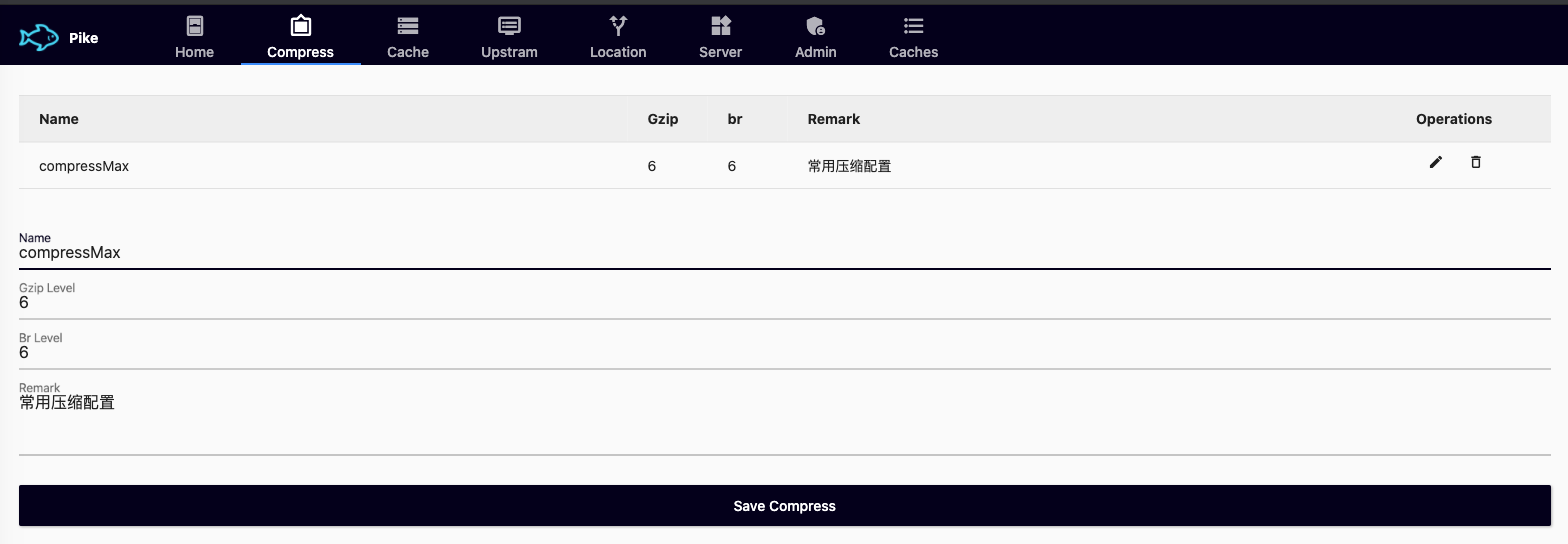 Pike
Home
Compress
Cache
Upstram
Location
Server
Admin
Caches
Name Gzip br Remark Operations
compressMax 6 6 常用压缩配置
Name
compressMax
Gzip Level
6
Br Level
6
Remark
常用压缩配置
Save Compress